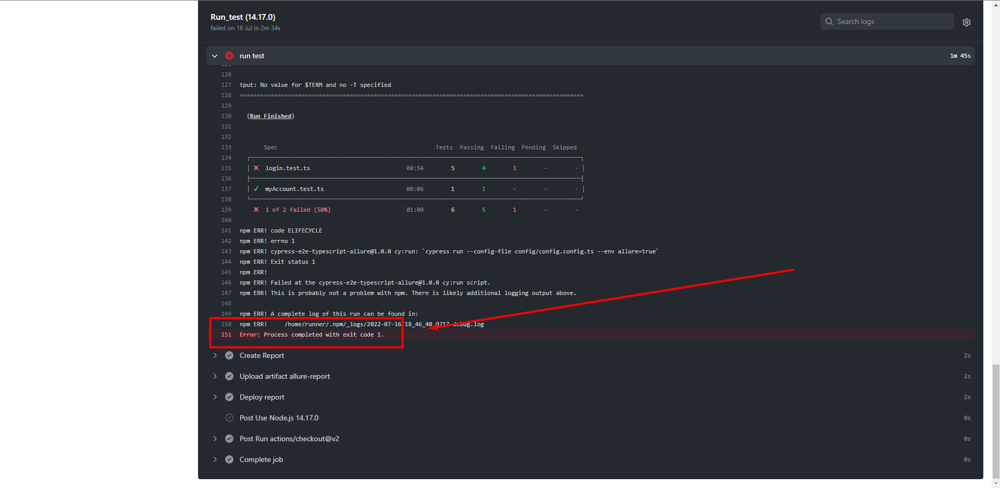 Run_test (14.17.0)
failed on 16 Jul in 2m 34s
Search logs
run test 1m 45s
126
127 tput: No value for $TERM and no -T specified
128 ====================================================================================================
129
130 (Run Finished)
131
132
133 Spec Tests Passing Failing Pending Skipped
134
135 ✖ login.test.ts 00:54 5 4 1 - -
136
137 ✓ myAccount.test.ts 00:06 1 1 - - -
138
139 ✖ 1 of 2 failed (50%) 01:00 6 5 1 - -
140
141 npm ERR! code ELIFECYCLE
142 npm ERR! errno 1
143 npm ERR! cypress-e2e-typescript-allure@1.0.0 cy:run: `cypress run --config-file config/config.config.ts --env allure=true`
144 npm ERR! Exit status 1
145 npm ERR!
146 npm ERR! Failed at the cypress-e2e-typescript-allure@1.0.0 cy:run script.
147 npm ERR! This is probably not a problem with npm. There is likely additional logging output above.
148
149 npm ERR! A complete log of this run can be found in:
150 npm ERR! /home/runner/.npm/_logs/2022-07-16T18_46_40_071Z-debug.log
151 Error: Process completed with exit code 1.
Create Report 2s
Upload artifact allure-report 2s
Deploy report 2s
Post Use Node.js 14.17.0 0s
Post Run actions/checkout@v2 0s
Complete job 0s